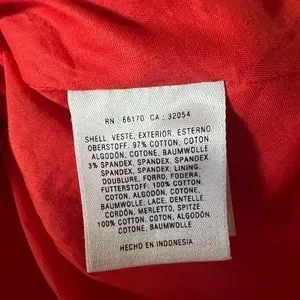 RN : 66170 CA : 32054
SHELL, VESTE, EXTERIOR, ESTERNO
OBERSTOFF: 97% COTTON, COTON
ALGODÓN, COTONE, BAUMWOLLE
3% SPANDEX, SPANDEX, SPANDEX
SPANDEX, SPANDEX; LINING
DOUBLURE, FORRO, FODERA,
FUTTERSTOFF: 100% COTTON,
COTON, ALGODÓN, COTONE,
BAUMWOLLE; LACE, DENTELLE,
CORDÓN, MERLETTO, SPITZE
100% COTTON, COTON, ALGODÓN,
COTONE, BAUMWOLLE
HECHO EN INDONESIA